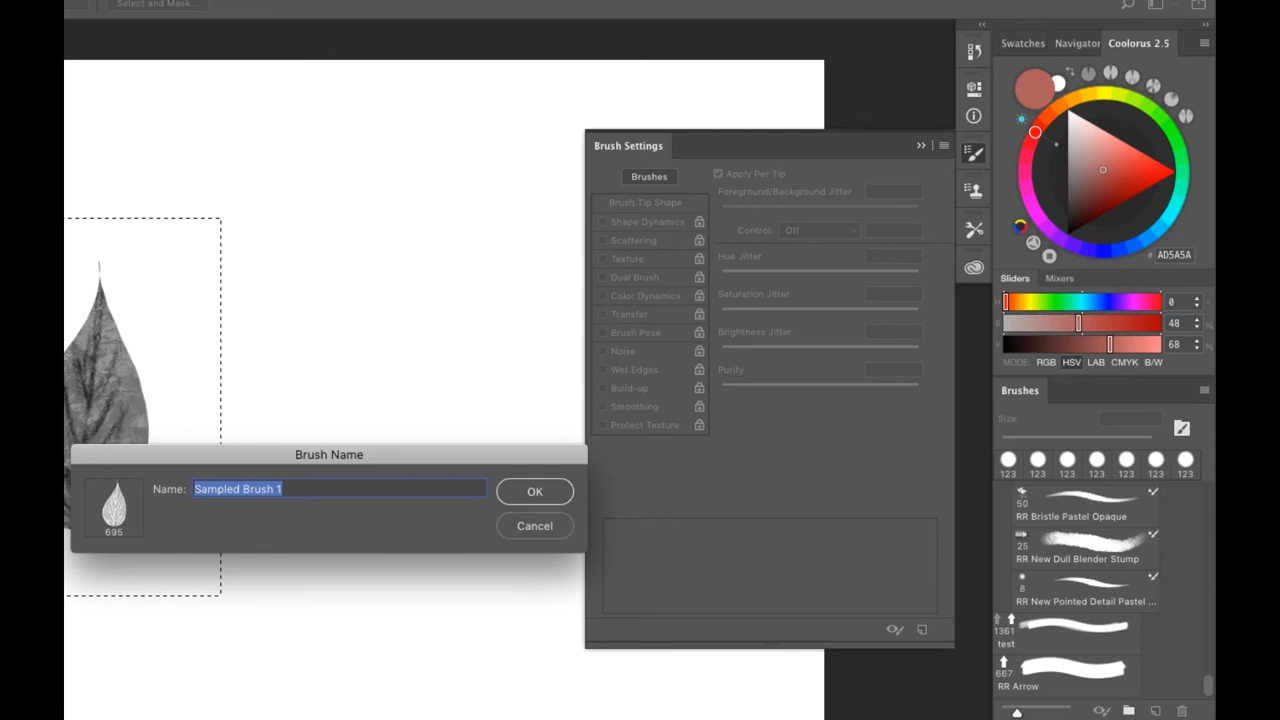 Select and Mask...
Swatches
Navigator
Coolorus 2.5
AD5A5A
Sliders
Mixers
H
0
°
S
48
%
V
68
%
MODE:
RGB
HSV
LAB
CMYK
B/W
Brush Settings
Brushes
Apply Per Tip
Foreground/Background Jitter
Brush Tip Shape
Shape Dynamics
Control:
Off
Scattering
Texture
Hue Jitter
Dual Brush
Color Dynamics
Saturation Jitter
Transfer
Brush Pose
Brightness Jitter
Noise
Wet Edges
Purity
Build-up
Smoothing
Protect Texture
Brush Name
Name:
Sampled Brush 1
OK
Cancel
695
Brushes
Size:
123
123
123
123
123
123
123
50
RR Bristle Pastel Opaque
25
RR New Dull Blender Stump
8
RR New Pointed Detail Pastel ...
1361
test
667
RR Arrow